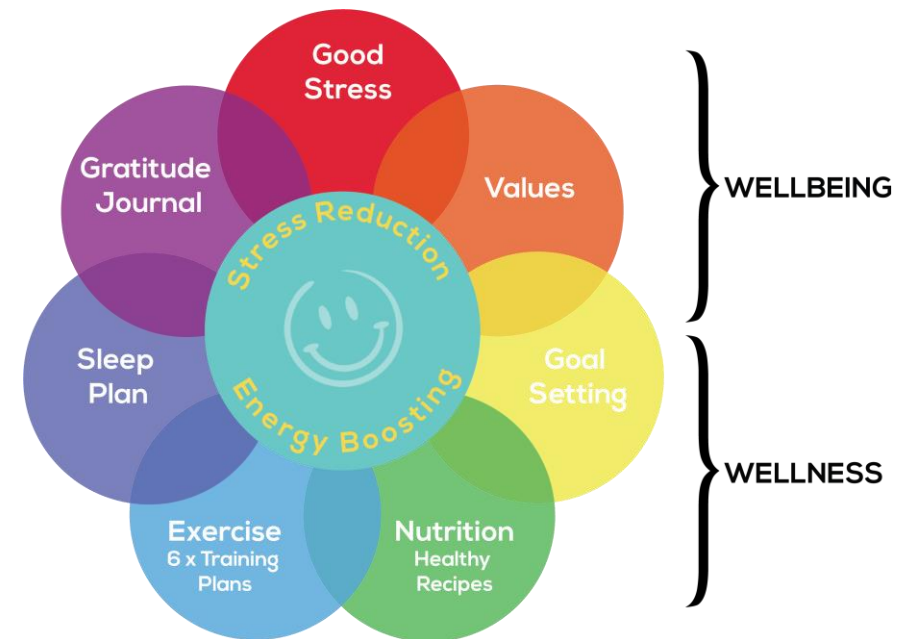 Good
Stress
Gratitude
Journal
Values
WELLBEING
Stress Reduction
Sleep
Plan
Goal
Setting
Energy Boosting
WELLNESS
Exercise
6 x Training
Plans
Nutrition
Healthy
Recipes